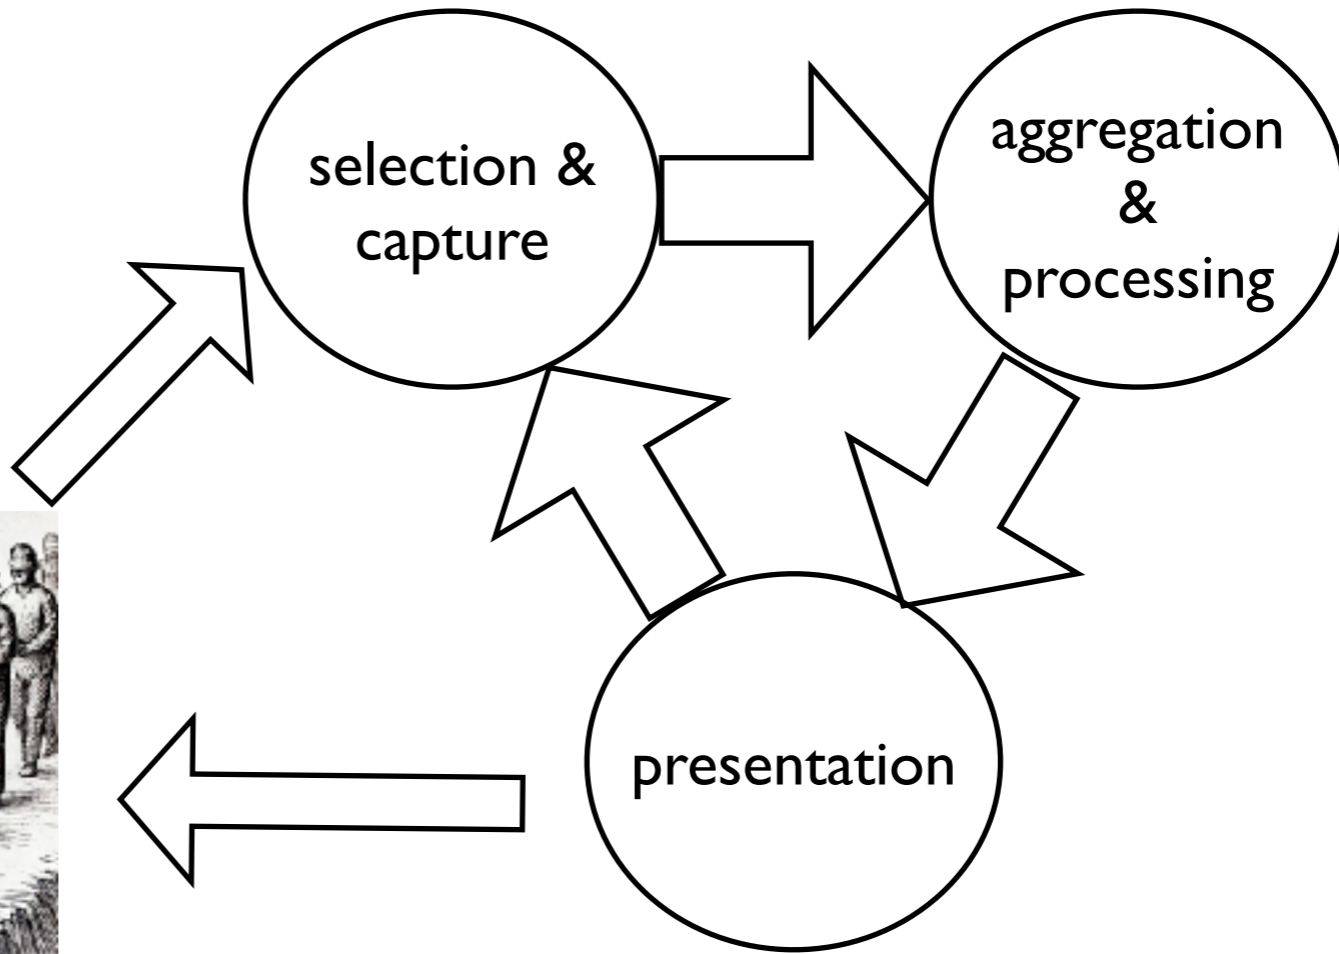 selection &
capture
aggregation
&
processing
presentation